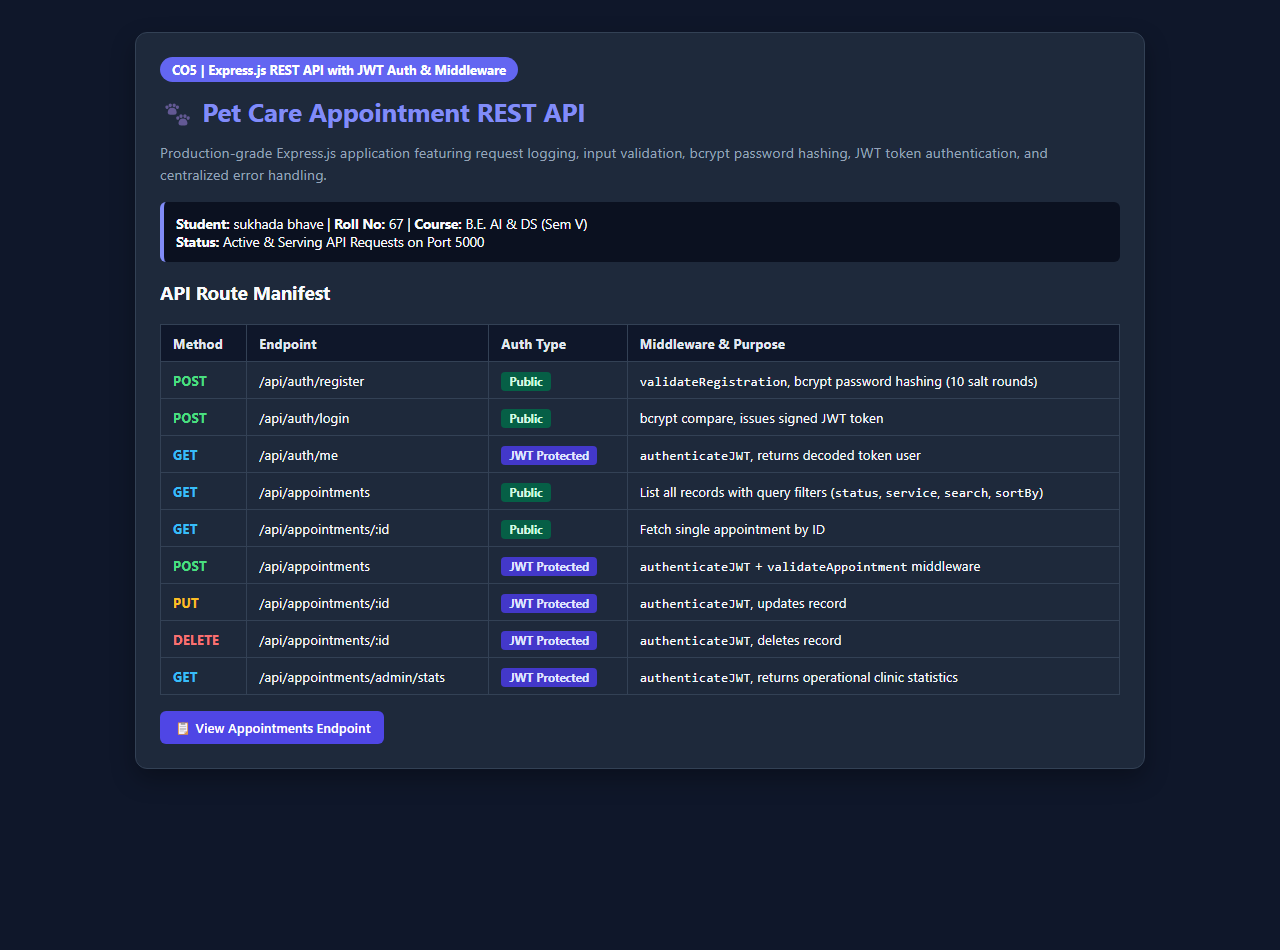 CO5 | Express.js REST API with JWT Auth & Middleware
🐾 Pet Care Appointment REST API
Production-grade Express.js application featuring request logging, input validation, bcrypt password hashing, JWT token authentication, and
centralized error handling.
Student: sukhada bhave | Roll No: 67 | Course: B.E. AI & DS (Sem V)
Status: Active & Serving API Requests on Port 5000
API Route Manifest
Method Endpoint Auth Type Middleware & Purpose
POST /api/auth/register Public validateRegistration, bcrypt password hashing (10 salt rounds)
POST /api/auth/login Public bcrypt compare, issues signed JWT token
GET /api/auth/me JWT Protected authenticateJWT, returns decoded token user
GET /api/appointments Public List all records with query filters (status, service, search, sortBy)
GET /api/appointments/:id Public Fetch single appointment by ID
POST /api/appointments JWT Protected authenticateJWT + validateAppointment middleware
PUT /api/appointments/:id JWT Protected authenticateJWT, updates record
DELETE /api/appointments/:id JWT Protected authenticateJWT, deletes record
GET /api/appointments/admin/stats JWT Protected authenticateJWT, returns operational clinic statistics
📋 View Appointments Endpoint